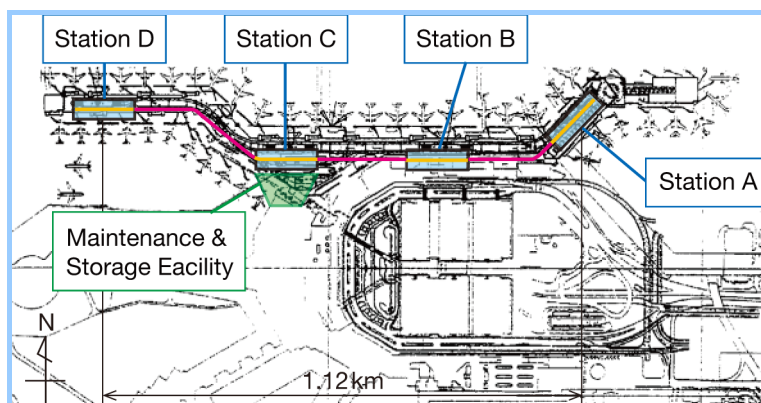 Station D
Station C
Station B
Station A
Maintenance &
Storage Eacility
N
1.12km